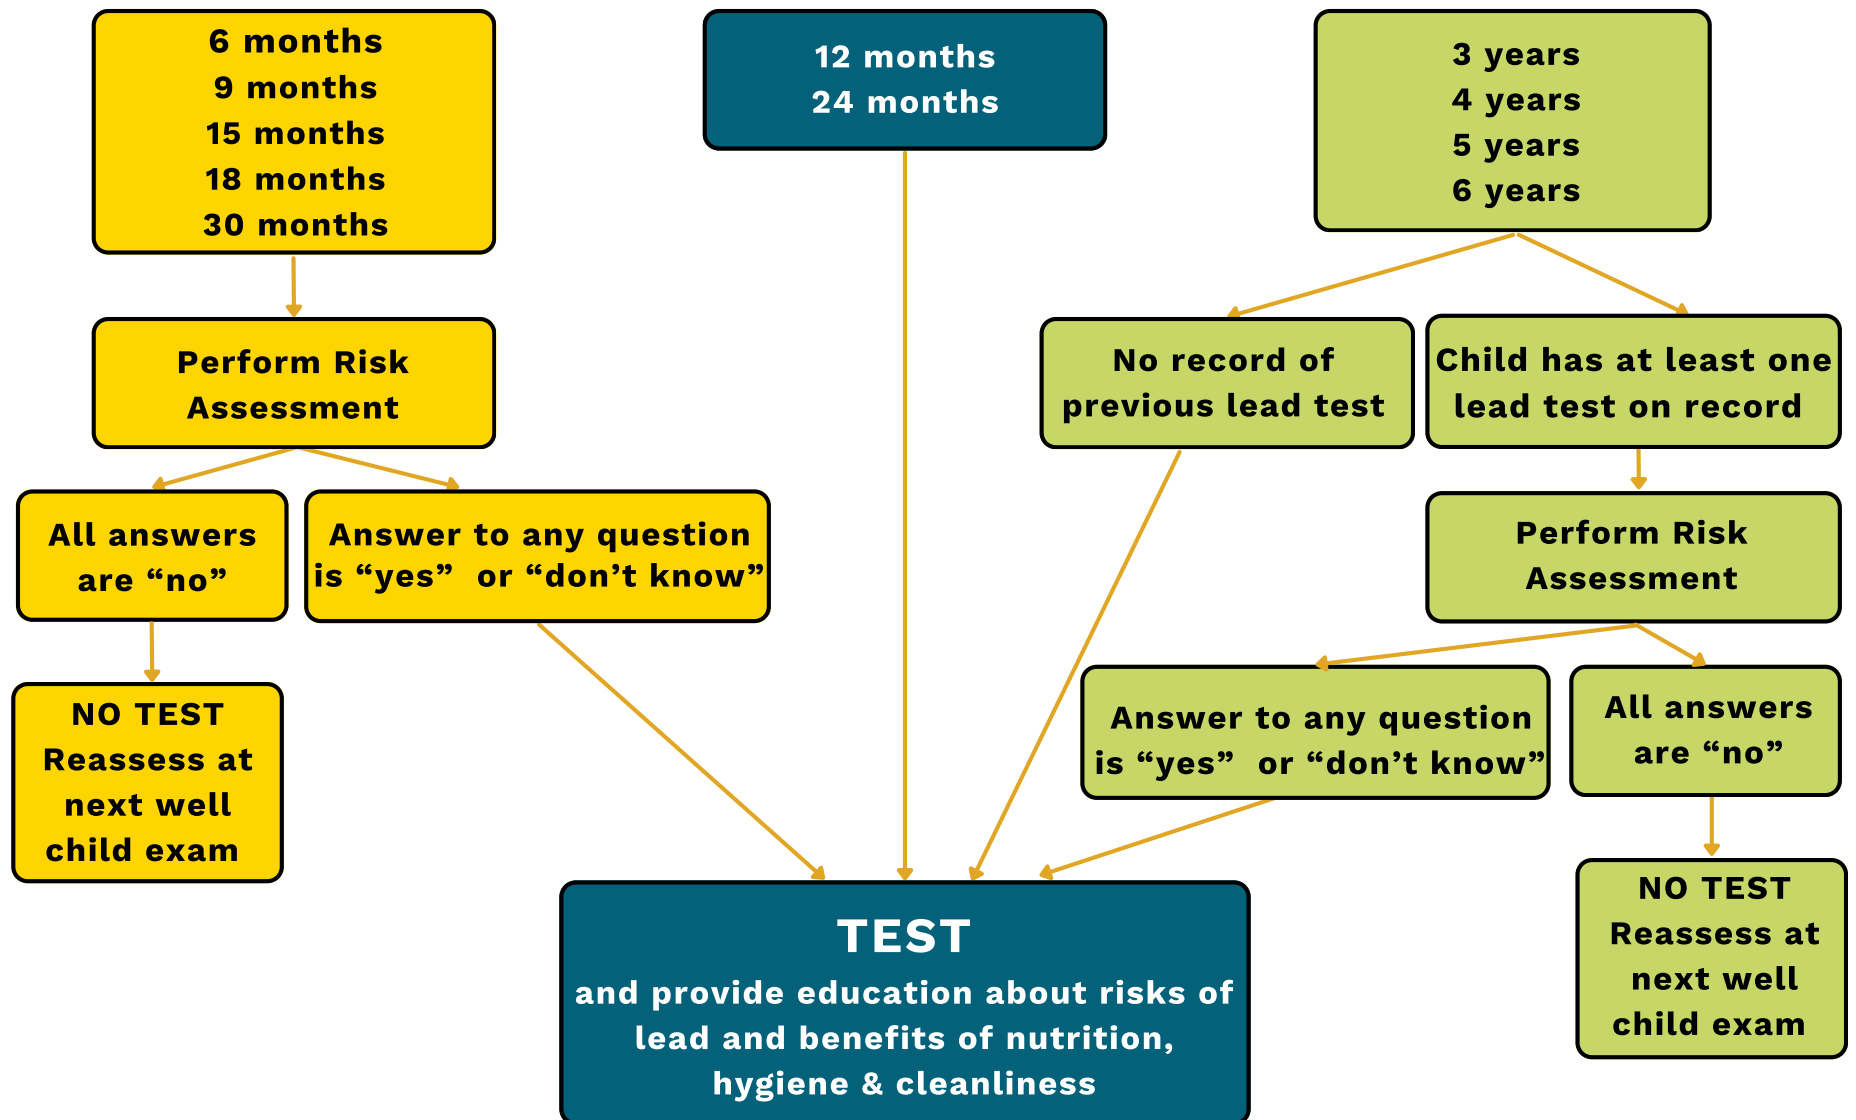 6 months
9 months
15 months
18 months
30 months
12 months
24 months
3 years
4 years
5 years
6 years
Perform Risk
Assessment
No record of
previous lead test
Child has at least one
lead test on record
All answers
are “no”
Answer to any question
is “yes”  or “don’t know”
Perform Risk
Assessment
NO TEST
Reassess at
next well
child exam
Answer to any question
is “yes”  or “don’t know”
All answers
are “no”
TEST
and provide education about risks of
lead and benefits of nutrition,
hygiene & cleanliness
NO TEST
Reassess at
next well
child exam